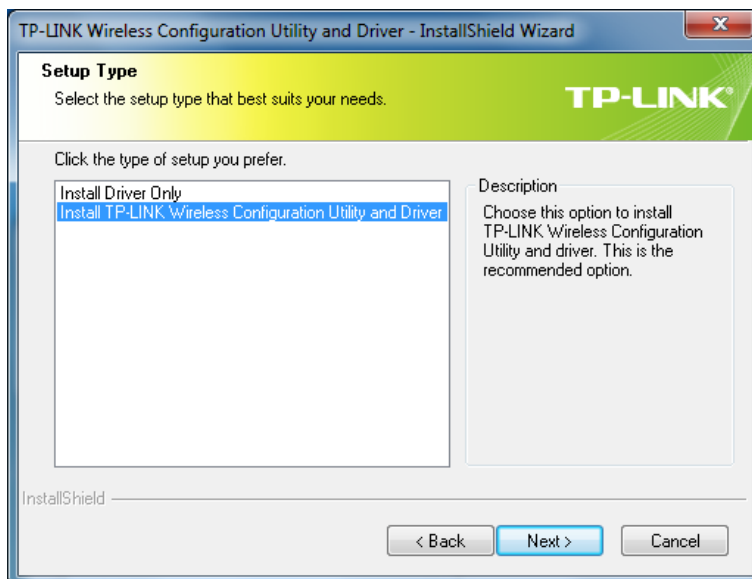 TP-LINK Wireless Configuration Utility and Driver - InstallShield Wizard
Setup Type
Select the setup type that best suits your needs.
TP-LINK®
Click the type of setup you prefer.
Install Driver Only
Install TP-LINK Wireless Configuration Utility and Driver
Description
Choose this option to install
TP-LINK Wireless Configuration
Utility and driver. This is the
recommended option.
InstallShield
< Back
Next >
Cancel